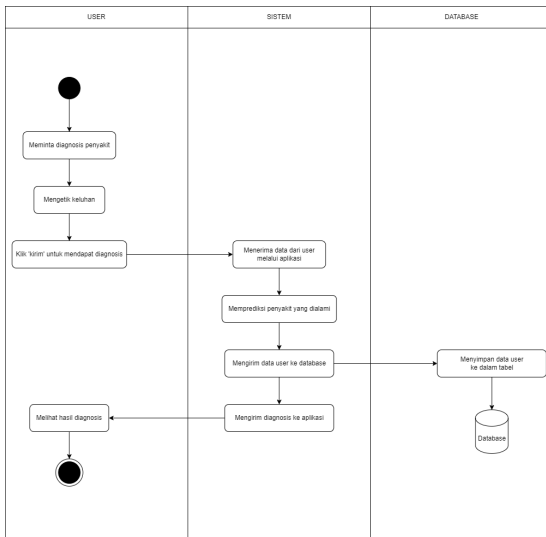 USER
SISTEM
DATABASE
Meminta diagnosis penyakit
Mengetik keluhan
Klik 'kirim' untuk mendapat diagnosis
Menerima data dari user
melalui aplikasi
Memprediksi penyakit yang dialami
Mengirim data user ke database
Menyimpan data user
ke dalam tabel
Database
Mengirim diagnosis ke aplikasi
Melihat hasil diagnosis